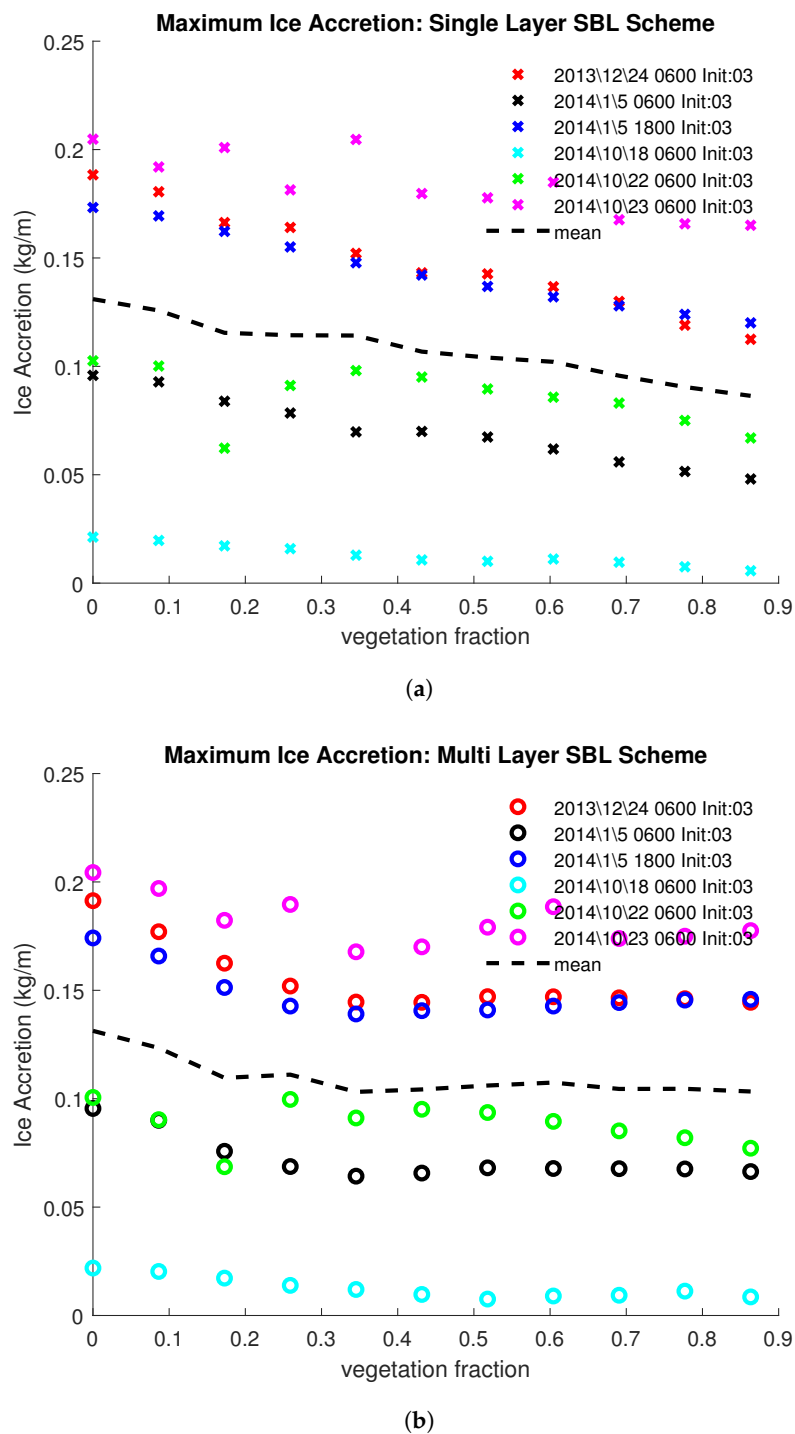 Maximum Ice Accretion: Single Layer SBL Scheme
0.25
0.2
0.15
0.1
0.05
0
Ice Accretion (kg/m)
2013\12\24 0600 Init:03
2014\1\5 0600 Init:03
2014\1\5 1800 Init:03
2014\10\18 0600 Init:03
2014\10\22 0600 Init:03
2014\10\23 0600 Init:03
mean
0 0.1 0.2 0.3 0.4 0.5 0.6 0.7 0.8 0.9
vegetation fraction
(a)
Maximum Ice Accretion: Multi Layer SBL Scheme
0.25
0.2
0.15
0.1
0.05
0
Ice Accretion (kg/m)
2013\12\24 0600 Init:03
2014\1\5 0600 Init:03
2014\1\5 1800 Init:03
2014\10\18 0600 Init:03
2014\10\22 0600 Init:03
2014\10\23 0600 Init:03
mean
0 0.1 0.2 0.3 0.4 0.5 0.6 0.7 0.8 0.9
vegetation fraction
(b)